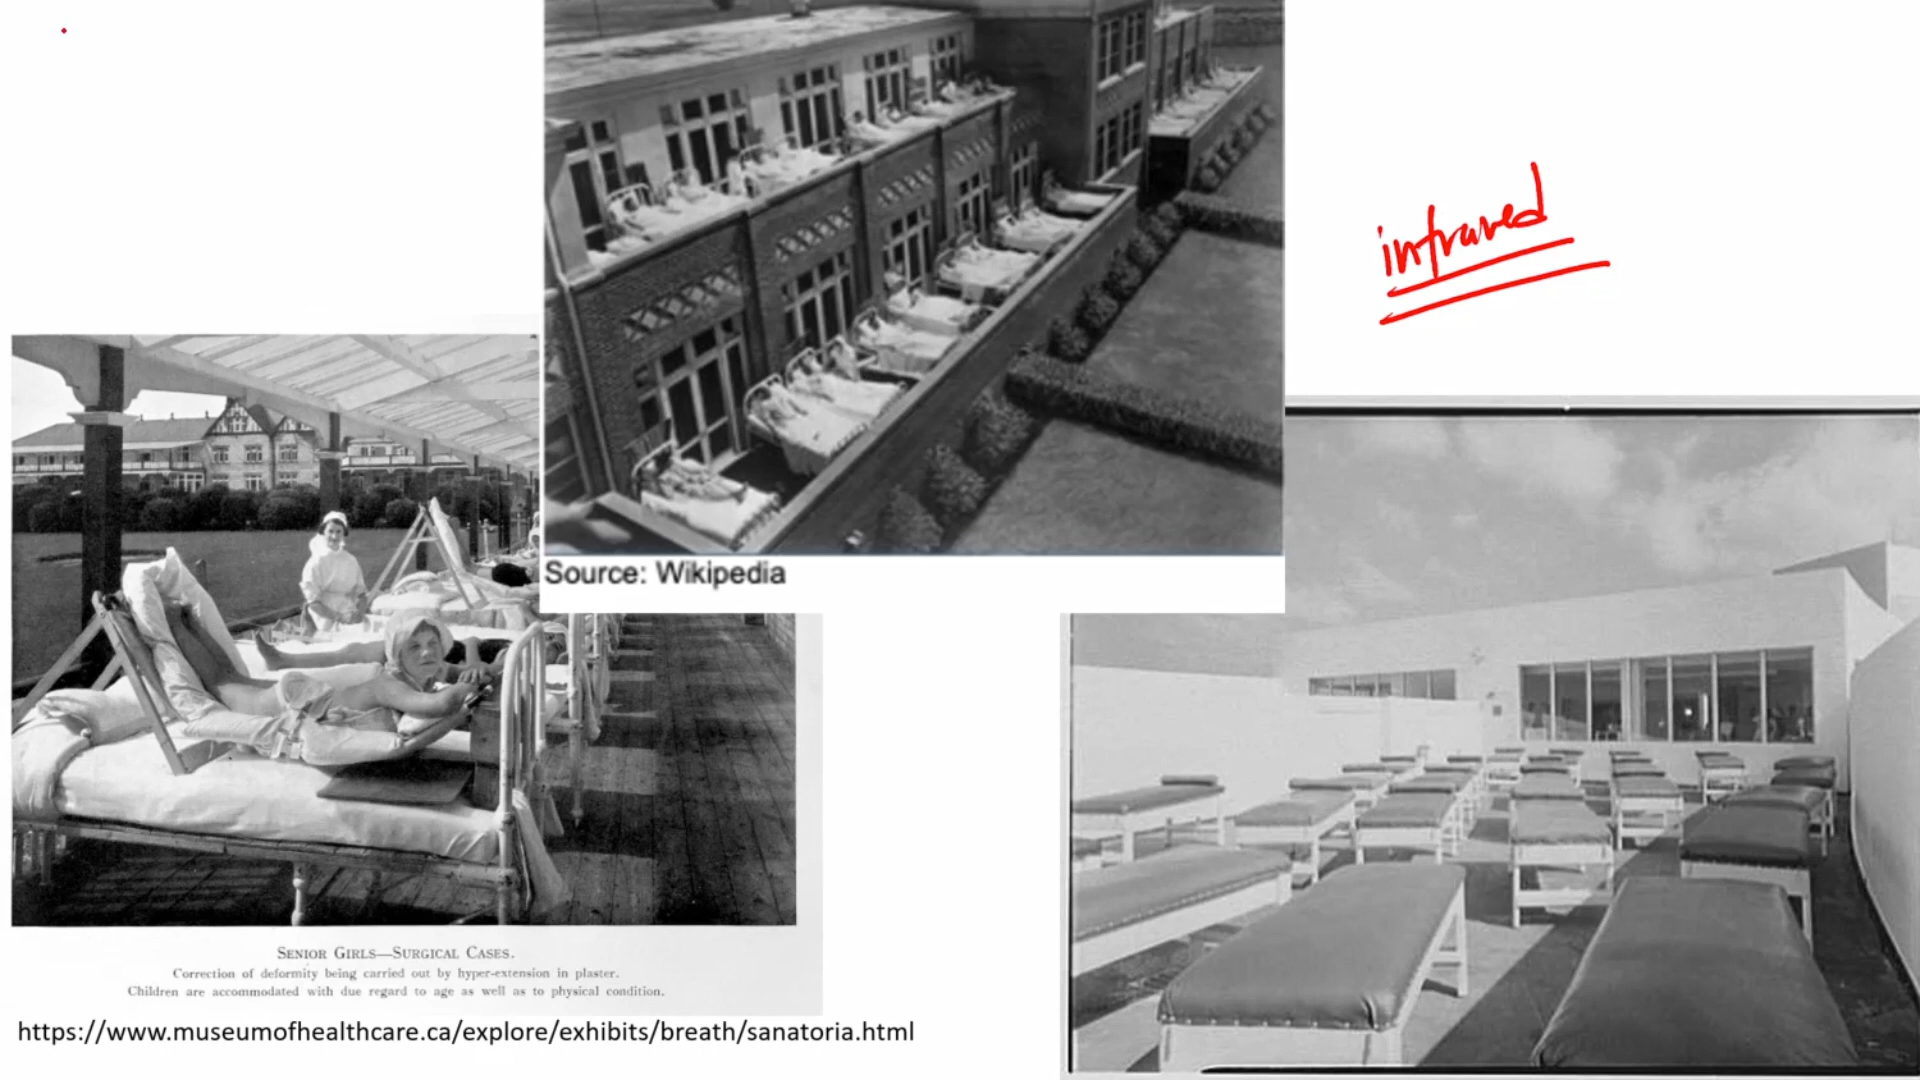 infrared
Source: Wikipedia
SENIOR GIRLS—SURGICAL CASES.
Correction of deformity being carried out by hyper-extension in plaster.
Children are accommodated with due regard to age as well as to physical condition.
https://www.museumofhealthcare.ca/explore/exhibits/breath/sanatoria.html